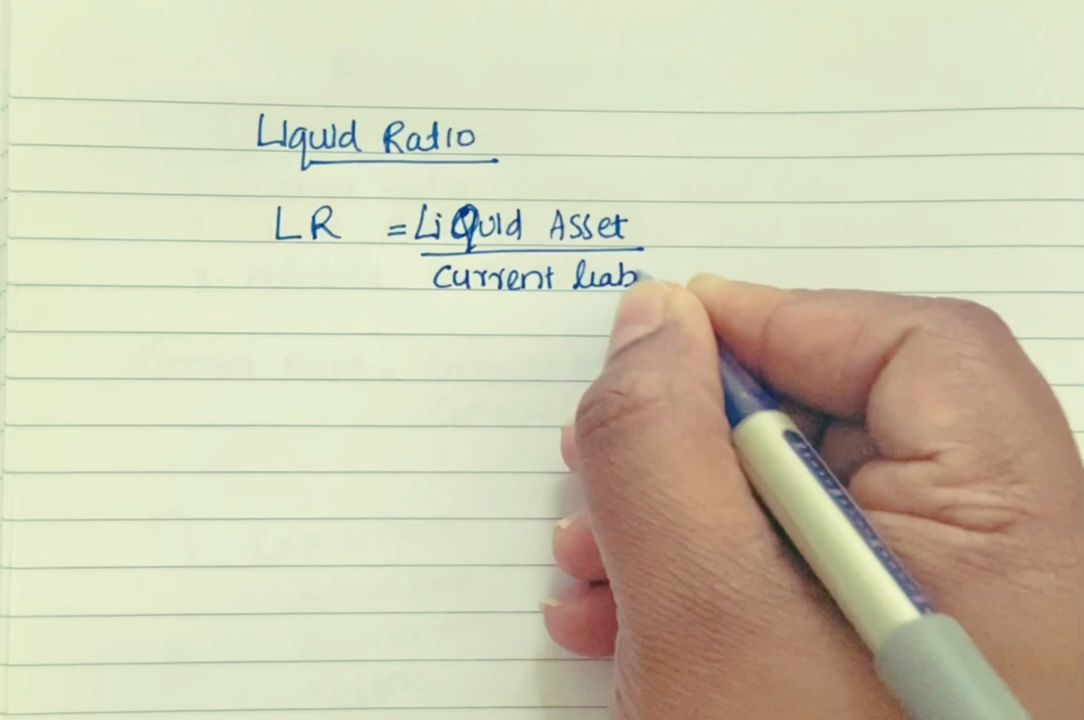 Liquid Ratio
LR = Liquid Asset
Current liab